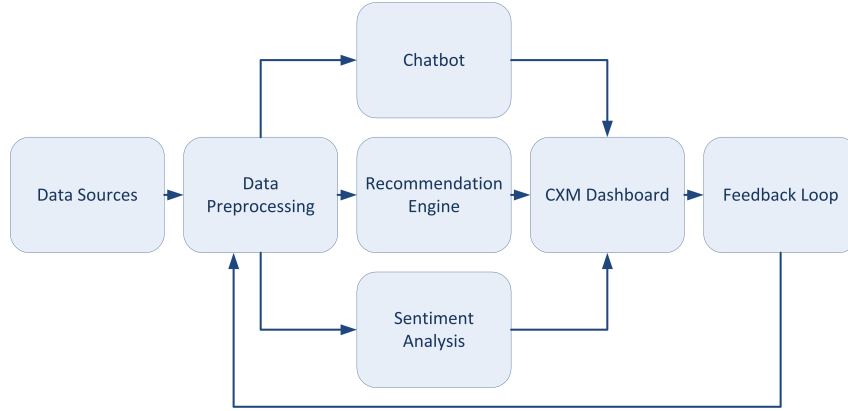 Chatbot
Data Sources
Data
Preprocessing
Recommendation
Engine
CXM Dashboard
Feedback Loop
Sentiment
Analysis